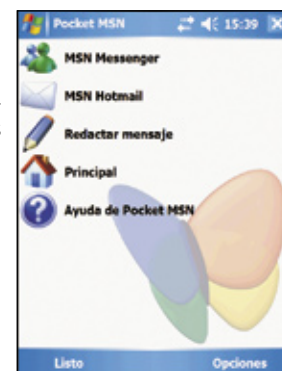 Pocket MSN 15:39
MSN Messenger
MSN Hotmail
Redactar mensaje
Principal
Ayuda de Pocket MSN
Listo Opciones